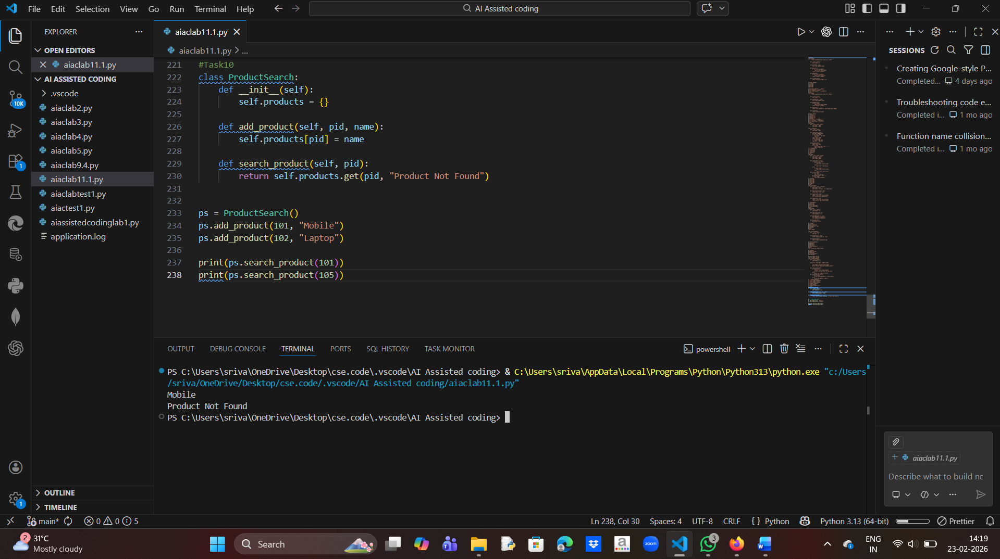 File Edit Selection View Go Run Terminal Help
AI Assisted coding
EXPLORER
OPEN EDITORS
aiaclab11.1.py
AI ASSISTED CODING
.vscode
aiaclab2.py
aiaclab3.py
aiaclab4.py
aiaclab5.py
aiaclab9.4.py
aiaclab11.1.py
aiaclabtest1.py
aiactest1.py
aiassistedcodinglab1.py
application.log
OUTLINE
TIMELINE
10K
1
1
aiaclab11.1.py
aiaclab11.1.py > ...
221 #Task10
222 class ProductSearch:
223 def __init__(self):
224 self.products = {}
225
226 def add_product(self, pid, name):
227 self.products[pid] = name
228
229 def search_product(self, pid):
230 return self.products.get(pid, "Product Not Found")
231
232
233 ps = ProductSearch()
234 ps.add_product(101, "Mobile")
235 ps.add_product(102, "Laptop")
236
237 print(ps.search_product(101))
238 print(ps.search_product(105))
OUTPUT DEBUG CONSOLE TERMINAL PORTS SQL HISTORY TASK MONITOR
powershell
PS C:\Users\sriva\OneDrive\Desktop\cse.code\.vscode\AI Assisted coding> & C:\Users\sriva\AppData\Local\Programs\Python\Python313\python.exe "c:/Users
/sriva/OneDrive/Desktop/cse.code/.vscode/AI Assisted coding/aiaclab11.1.py"
Mobile
Product Not Found
PS C:\Users\sriva\OneDrive\Desktop\cse.code\.vscode\AI Assisted coding>
SESSIONS
Creating Google-style P...
Completed... 4 days ago
Troubleshooting code e...
Completed i... 1 mo ago
Function name collision...
Completed i... 1 mo ago
aiaclab11.1.py
Describe what to build ne
main* 0 0 5
Ln 238, Col 30 Spaces: 4 UTF-8 CRLF {} Python Python 3.13 (64-bit) Prettier
2
31°C
Mostly cloudy
Search
zoom
3
ENG
IN
14:19
23-02-2026